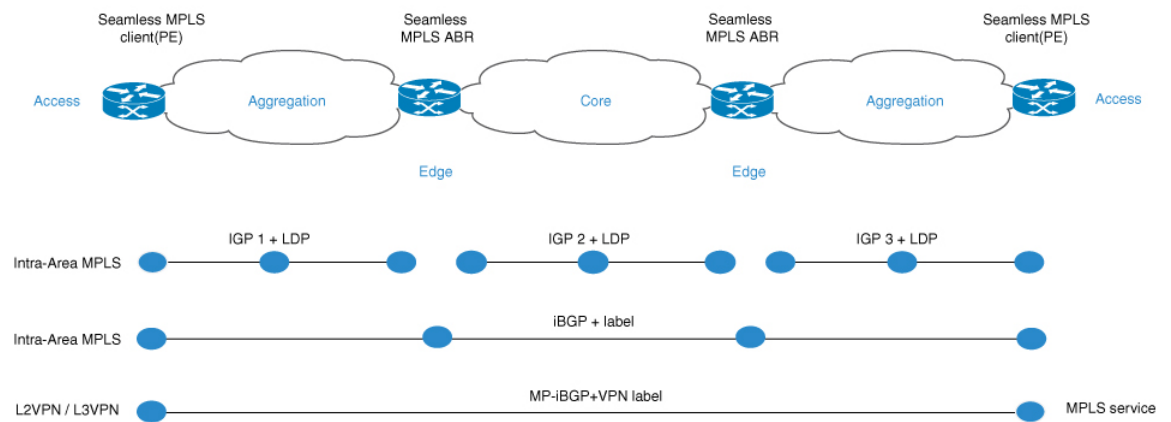 Seamless MPLS
client(PE)
Seamless
MPLS ABR
Seamless
MPLS ABR
Seamless MPLS
client(PE)
Access
Aggregation
Core
Aggregation
Access
Edge
Edge
IGP 1 + LDP
IGP 2 + LDP
IGP 3 + LDP
Intra-Area MPLS
iBGP + label
Intra-Area MPLS
MP-iBGP+VPN label
L2VPN / L3VPN
MPLS service